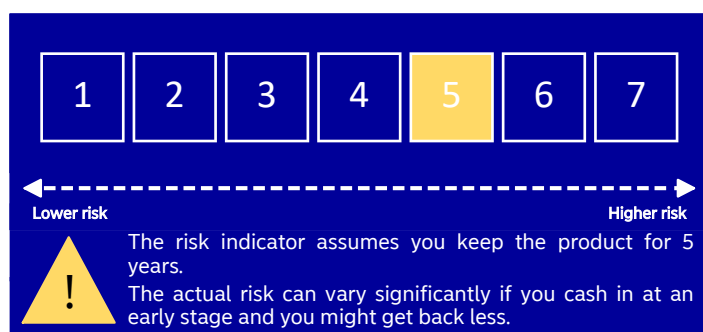 1 2 3 4 5 6 7
Lower risk Higher risk
The risk indicator assumes you keep the product for 5
years.
The actual risk can vary significantly if you cash in at an
! early stage and you might get back less.